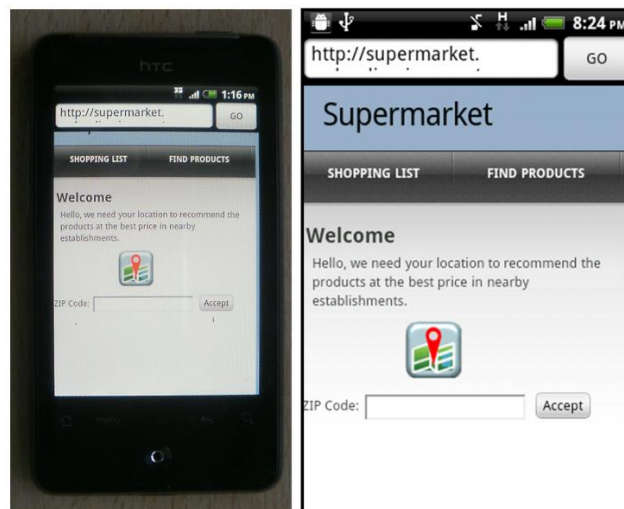 hTC
3G
1:16 PM
http://supermarket.
GO
SHOPPING LIST
FIND PRODUCTS
Welcome
Hello, we need your location to recommend the
products at the best price in nearby
establishments.
ZIP Code:
Accept
H
8:24 PM
http://supermarket.
GO
Supermarket
SHOPPING LIST
FIND PRODUCTS
Welcome
Hello, we need your location to recommend the
products at the best price in nearby
establishments.
ZIP Code:
Accept